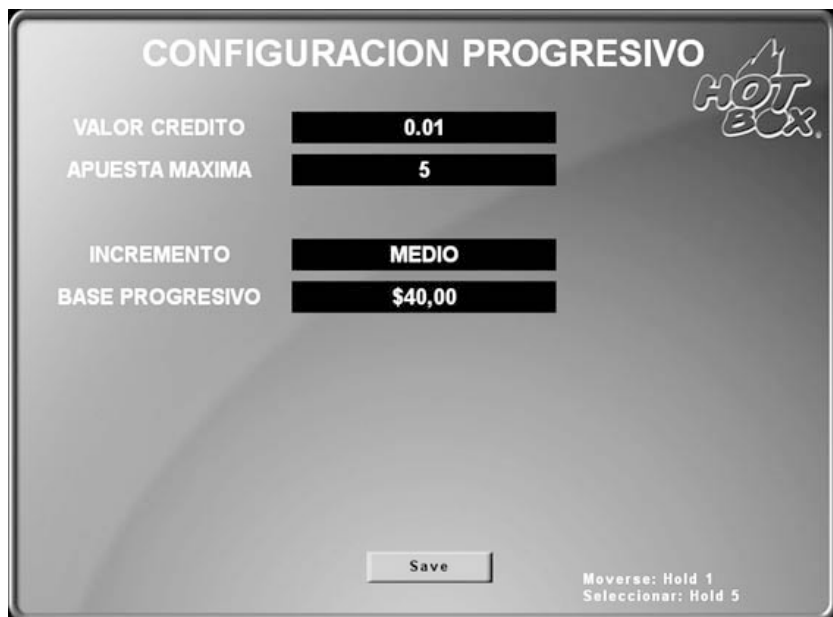 CONFIGURACION PROGRESIVO
HOT
BOX
VALOR CREDITO 0.01
APUESTA MAXIMA 5
INCREMENTO MEDIO
BASE PROGRESIVO $40,00
Save
Moverse: Hold 1
Seleccionar: Hold 5